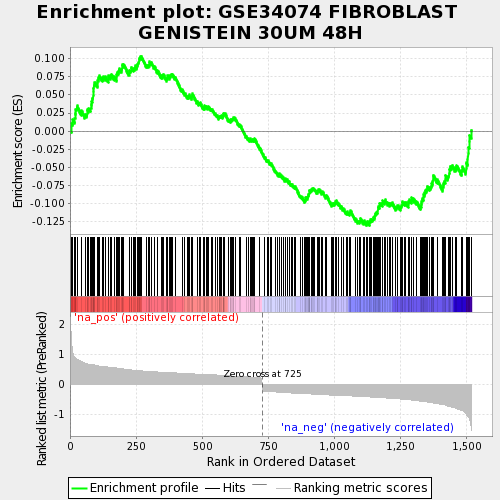 Enrichment plot: GSE34074 FIBROBLAST
GENISTEIN 30UM 48H
Enrichment score (ES)
0.100
0.075
0.050
0.025
0.000
-0.025
-0.050
-0.075
-0.100
-0.125
'na_pos' (positively correlated)
Ranked list metric (PreRanked)
2
1
0
-1
Zero cross at 725
'na_neg' (negatively correlated)
0
250
500
750
1,000
1,250
1,500
Rank in Ordered Dataset
Enrichment profile
Hits
Ranking metric scores